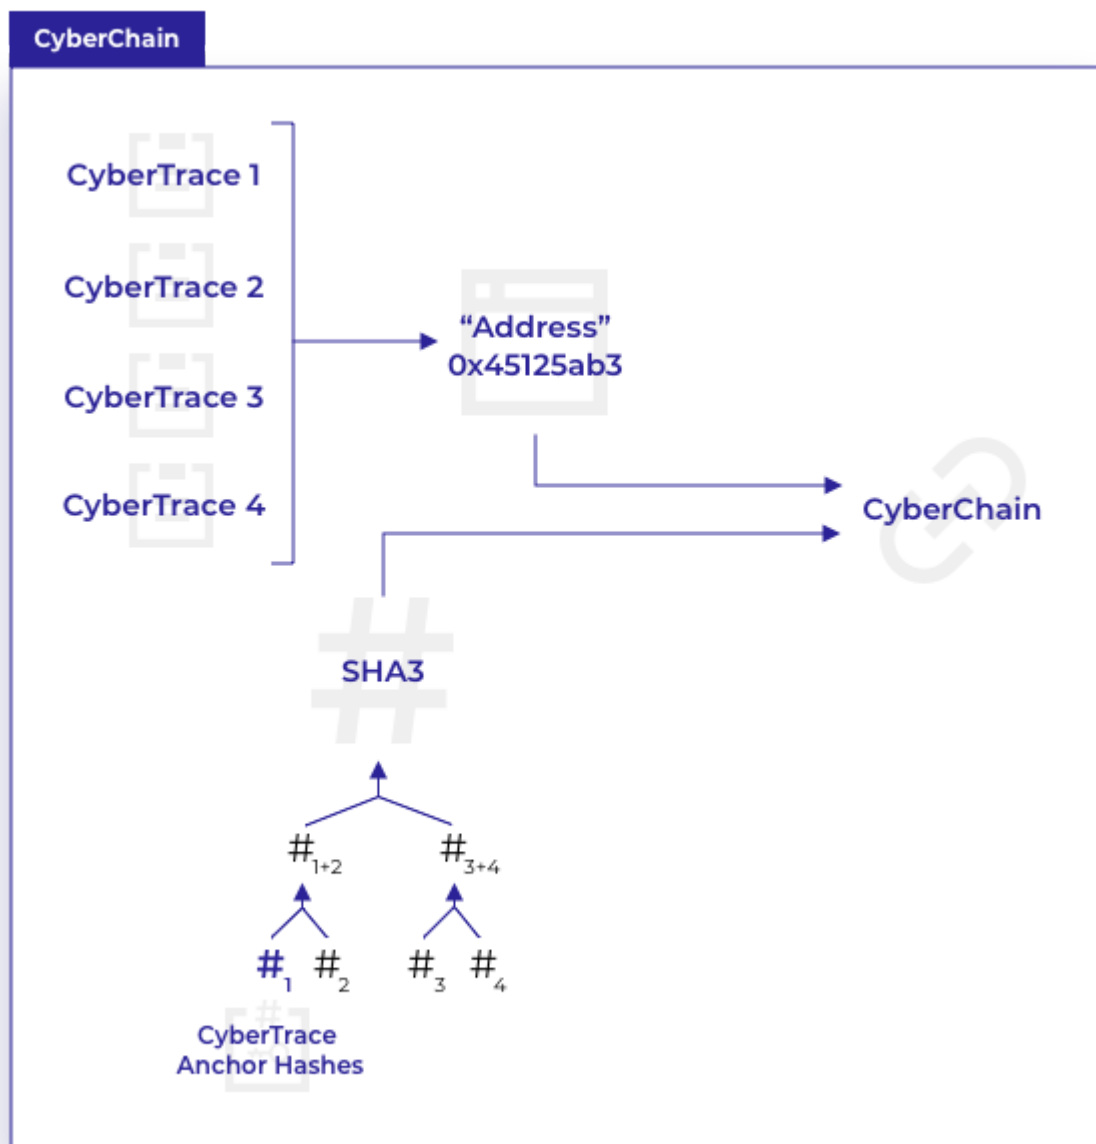 CyberChain
CyberTrace 1
CyberTrace 2
CyberTrace 3
CyberTrace 4
“Address”
0x45125ab3
CyberChain
SHA3
#1+2 #3+4
#1 #2 #3 #4
CyberTrace
Anchor Hashes